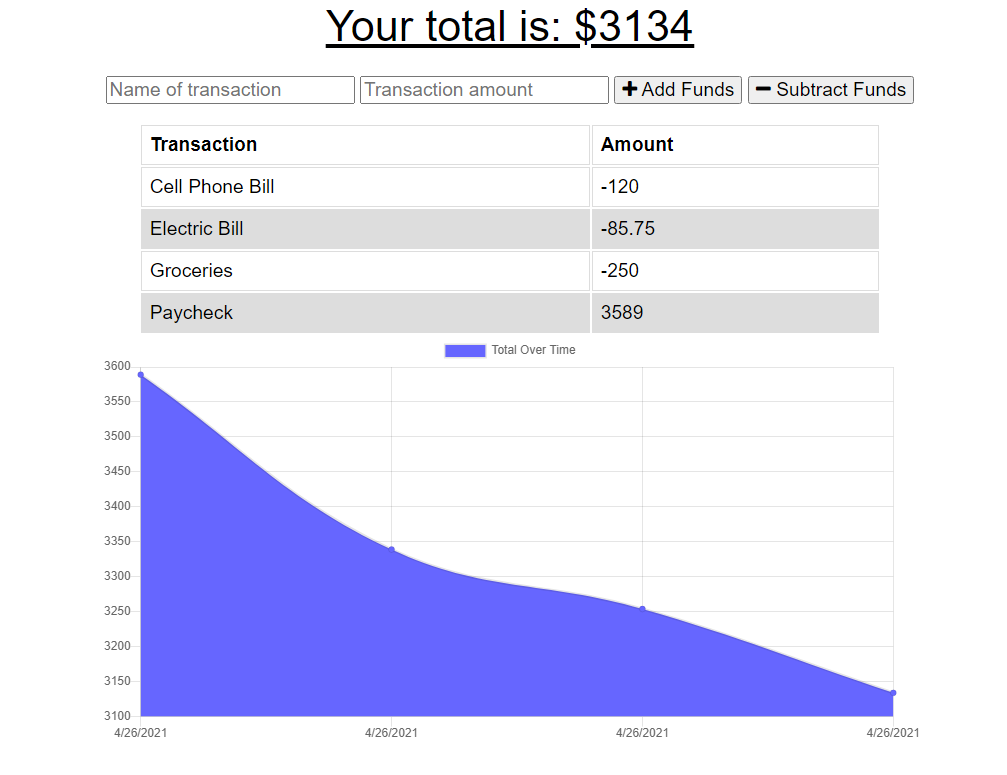 Your total is: $3134
Name of transaction Transaction amount + Add Funds − Subtract Funds
Transaction Amount
Cell Phone Bill -120
Electric Bill -85.75
Groceries -250
Paycheck 3589
Total Over Time
3600
3550
3500
3450
3400
3350
3300
3250
3200
3150
3100
4/26/2021 4/26/2021 4/26/2021 4/26/2021